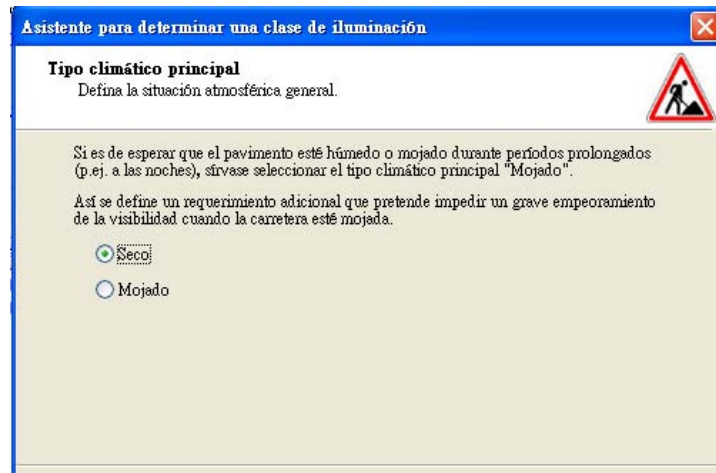 Asistente para determinar una clase de iluminación
Tipo climático principal
Defina la situación atmosférica general.
Si es de esperar que el pavimento esté húmedo o mojado durante períodos prolongados
(p.ej. a las noches), sírvase seleccionar el tipo climático principal "Mojado".
Así se define un requerimiento adicional que pretende impedir un grave empeoramiento
de la visibilidad cuando la carretera esté mojada.
Seco
Mojado